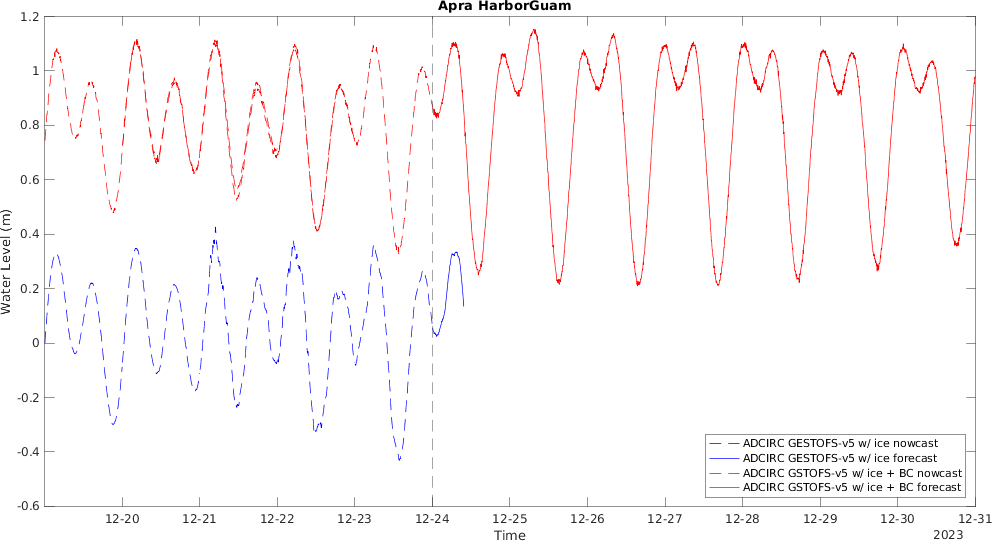 Apra HarborGuam
1.2
1
0.8
0.6
0.4
0.2
0
-0.2
-0.4
-0.6
Water Level (m)
12-20 12-21 12-22 12-23 12-24 12-25 12-26 12-27 12-28 12-29 12-30 12-31
Time
2023
ADCIRC GESTOFS-v5 w/ ice nowcast
ADCIRC GESTOFS-v5 w/ ice forecast
ADCIRC GSTOFS-v5 w/ ice + BC nowcast
ADCIRC GSTOFS-v5 w/ ice + BC forecast